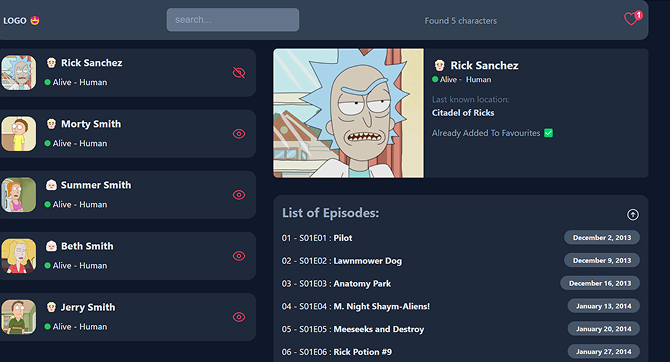 LOGO 🤩
search...
Found 5 characters
1
Rick Sanchez
Alive - Human
Morty Smith
Alive - Human
Summer Smith
Alive - Human
Beth Smith
Alive - Human
Jerry Smith
Alive - Human
Rick Sanchez
Alive - Human
Last known location:
Citadel of Ricks
Already Added To Favourites ✅
List of Episodes:
01 - S01E01 : Pilot December 2, 2013
02 - S01E02 : Lawnmower Dog December 9, 2013
03 - S01E03 : Anatomy Park December 16, 2013
04 - S01E04 : M. Night Shaym-Aliens! January 13, 2014
05 - S01E05 : Meeseeks and Destroy January 20, 2014
06 - S01E06 : Rick Potion #9 January 27, 2014